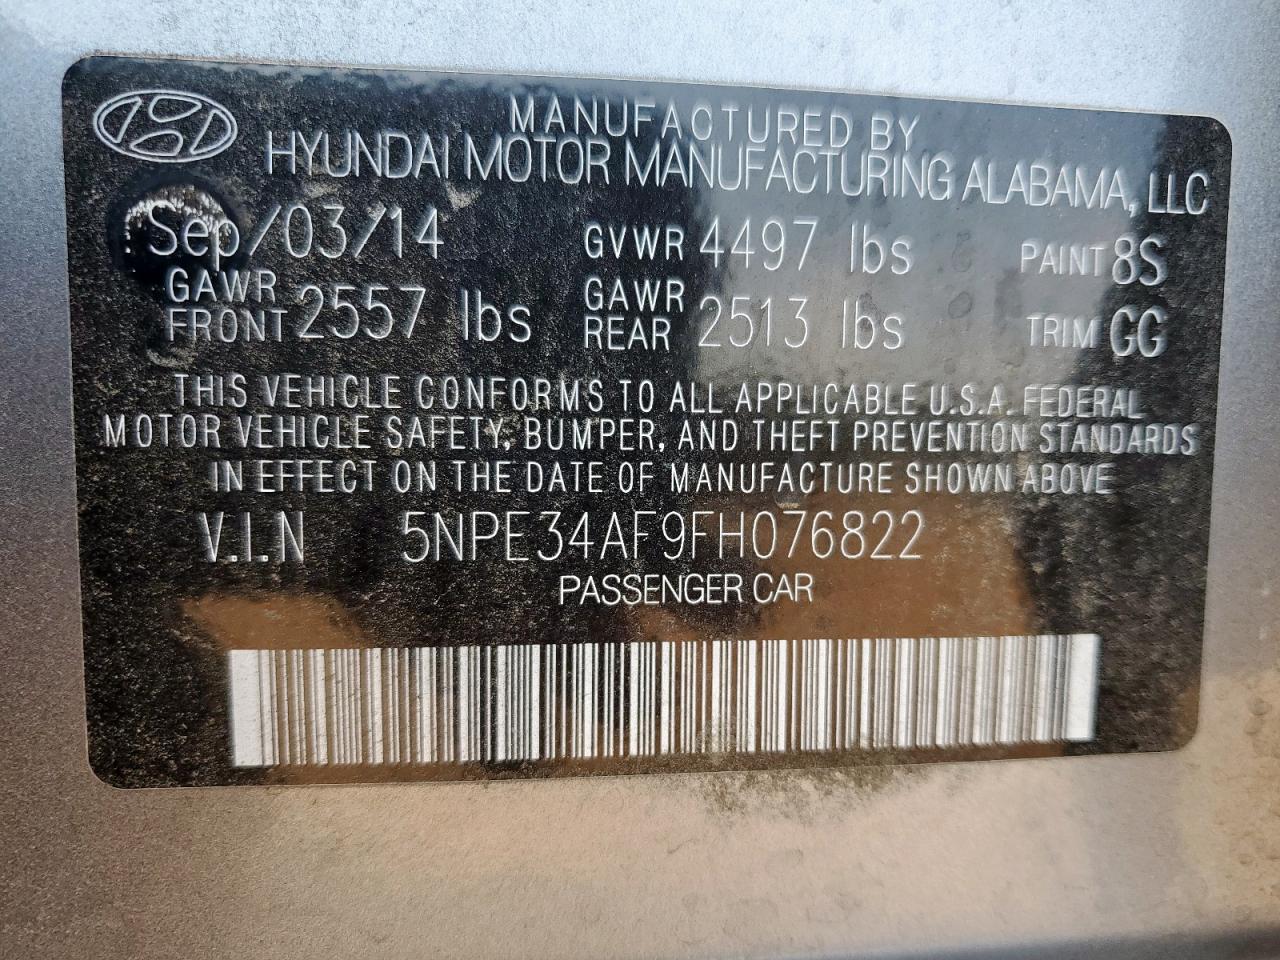 MANUFACTURED BY
HYUNDAI MOTOR MANUFACTURING ALABAMA, LLC
Sep/03/14 GVWR 4497 lbs PAINT 8S
GAWR FRONT 2557 lbs GAWR REAR 2513 lbs TRIM GG
THIS VEHICLE CONFORMS TO ALL APPLICABLE U.S.A. FEDERAL
MOTOR VEHICLE SAFETY, BUMPER, AND THEFT PREVENTION STANDARDS
IN EFFECT ON THE DATE OF MANUFACTURE SHOWN ABOVE
V.I.N 5NPE34AF9FH076822
PASSENGER CAR